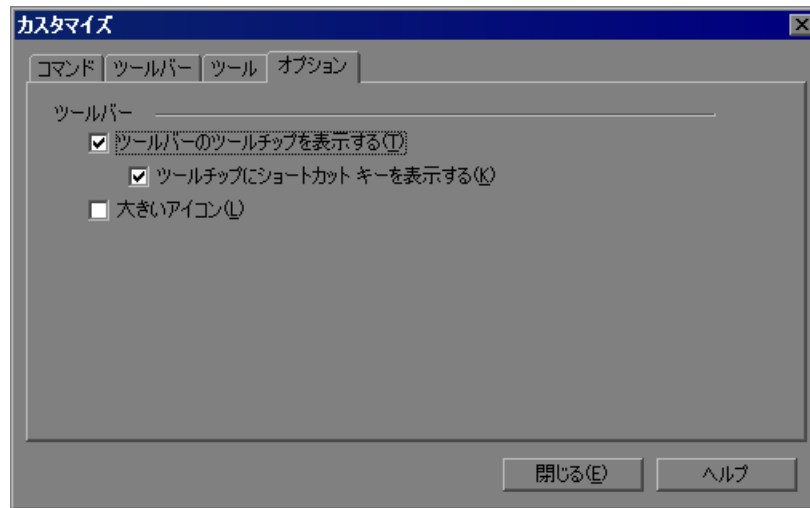 カスタマイズ
コマンド ツールバー ツール オプション
ツールバー
ツールバーのツールチップを表示する(T)
ツールチップにショートカット キーを表示する(K)
大きいアイコン(L)
閉じる(E) ヘルプ